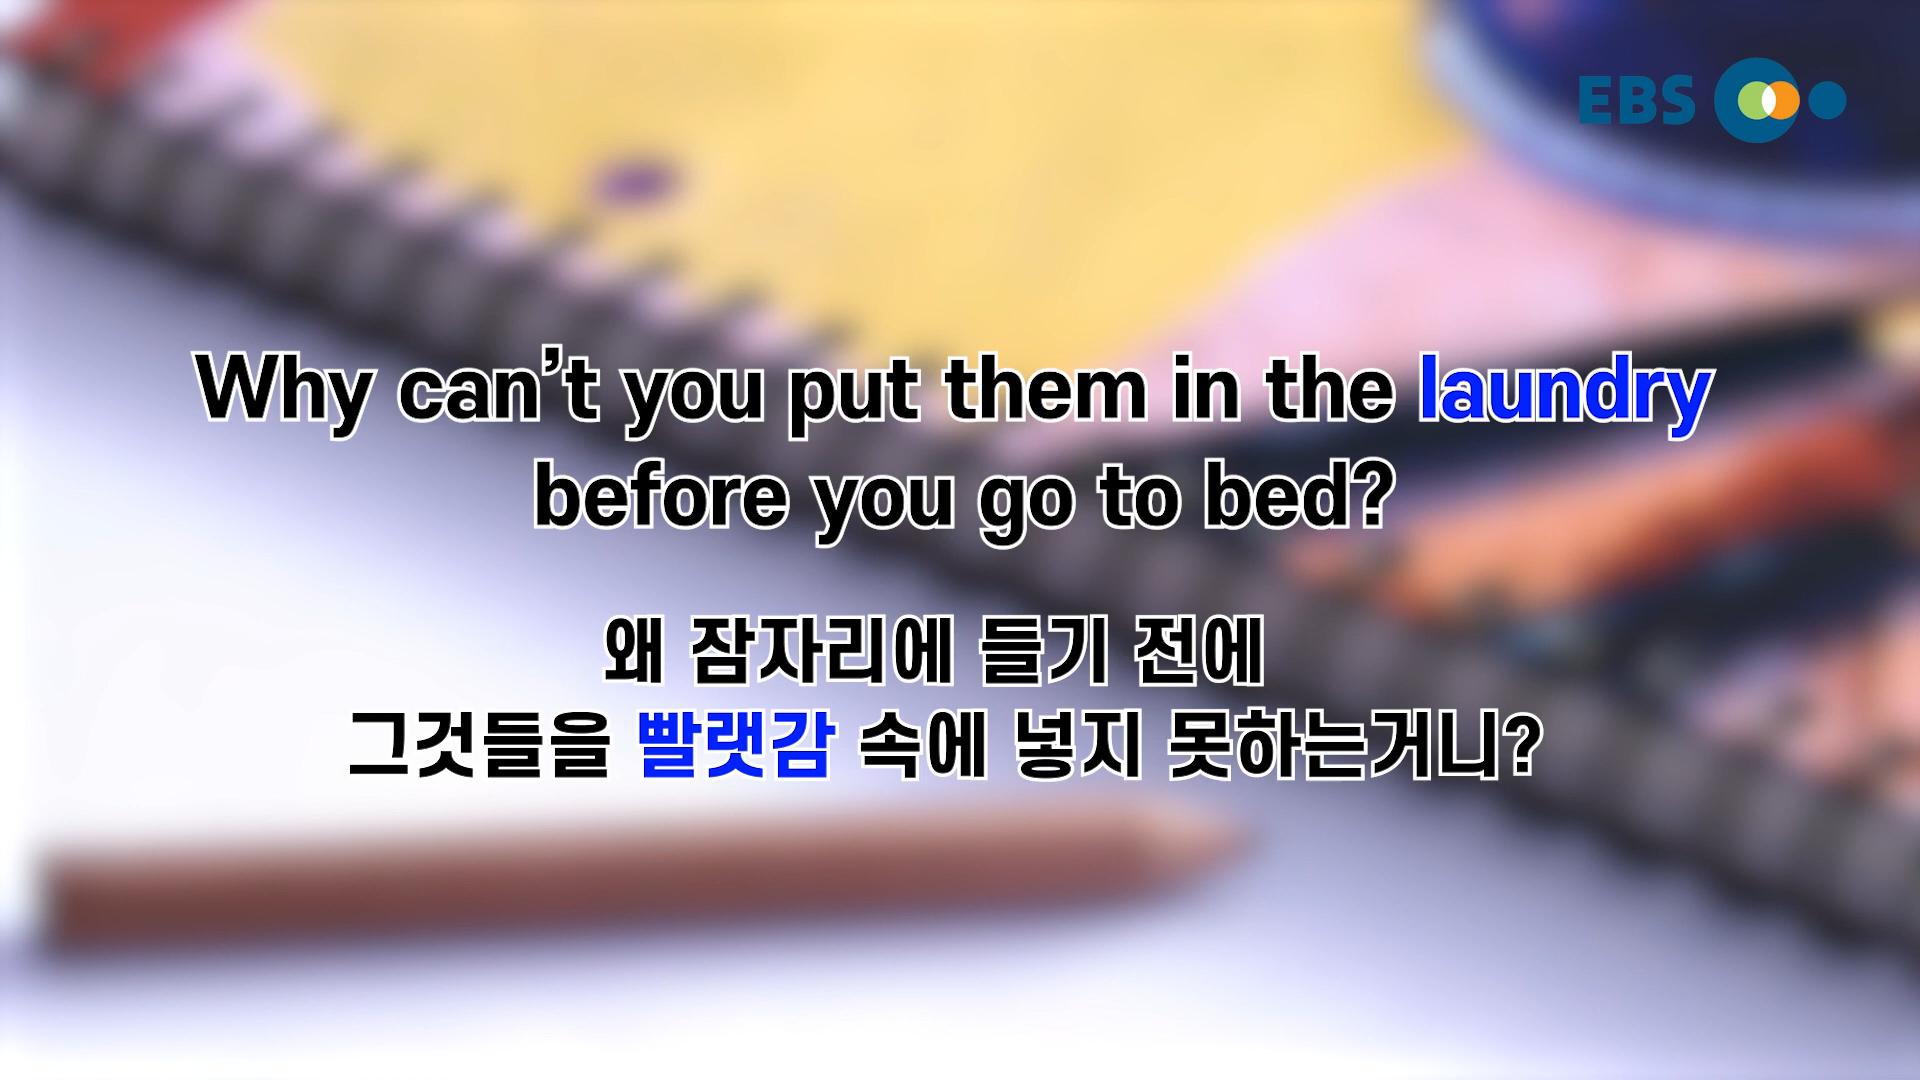 EBS
Why can't you put them in the laundry
before you go to bed?
왜 잠자리에 들기 전에
그것들을 빨랫감 속에 넣지 못하는거니?